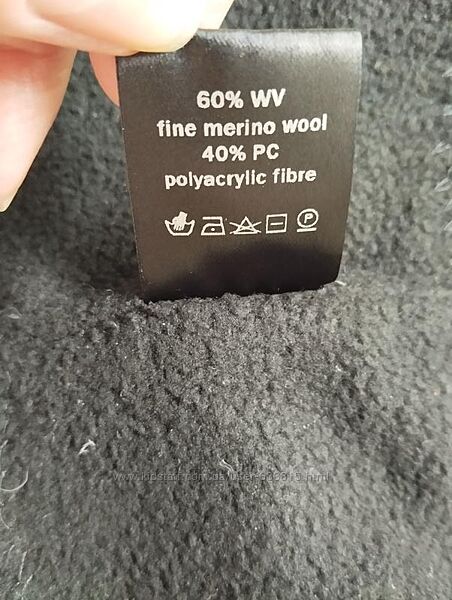 60% WV
fine merino wool
40% PC
polyacrylic fibre
P